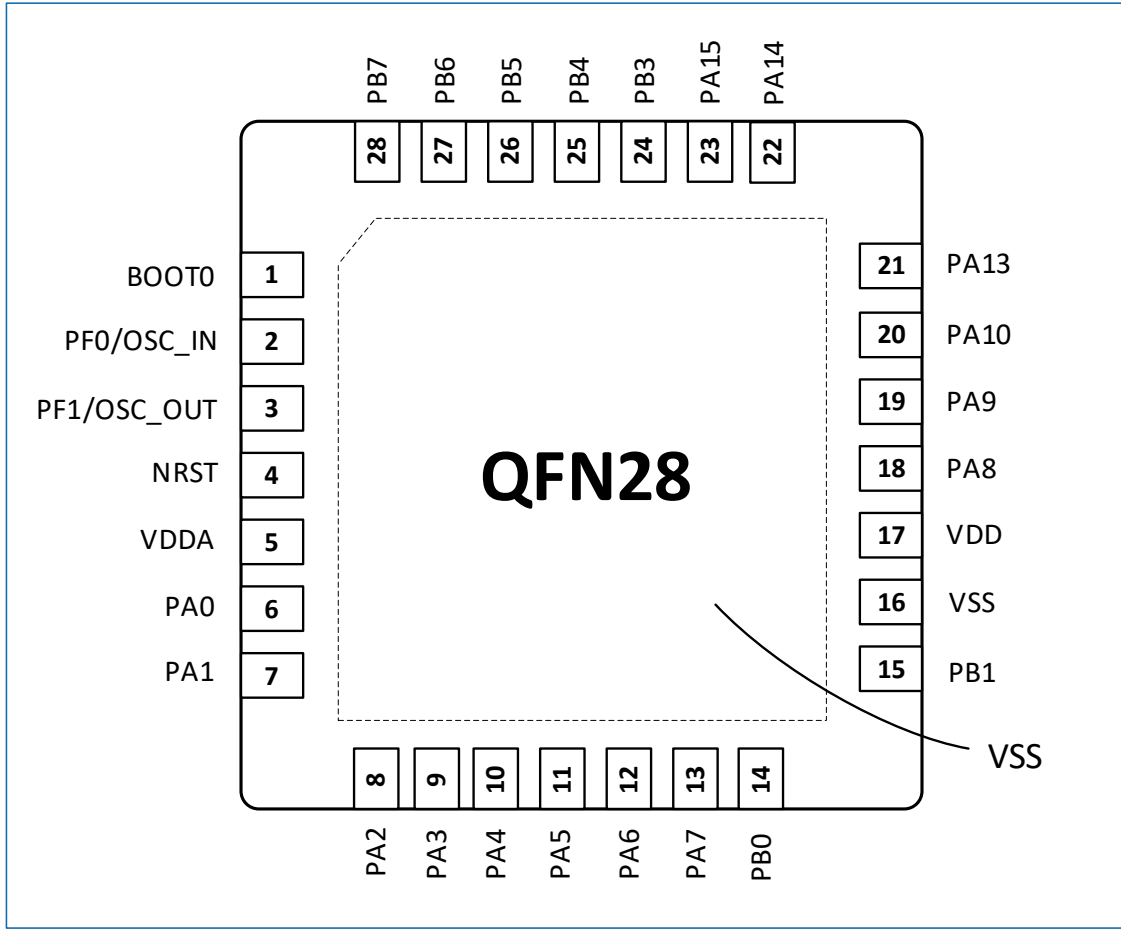 PB7 PB6 PB5 PB4 PB3 PA15 PA14
28 27 26 25 24 23 22
BOOT0 1
PF0/OSC_IN 2
PF1/OSC_OUT 3
NRST 4
VDDA 5
PA0 6
PA1 7
QFN28
21 PA13
20 PA10
19 PA9
18 PA8
17 VDD
16 VSS
15 PB1
VSS
8 9 10 11 12 13 14
PA2 PA3 PA4 PA5 PA6 PA7 PB0